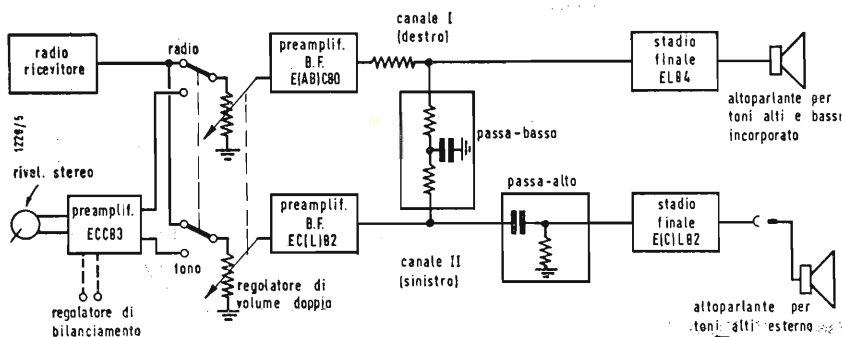 radio
ricevitore
radio
preamplif.
B.F.
E(AB)C80
canale I
(destro)
stadio
finale
EL84
altoparlante per
toni alti e bassi
incorporato
1228/5
passa-basso
rivel. stereo
preamplif.
ECC83
fono
regolatore di
bilanciamento
preamplif.
B.F.
EC(L)82
regolatore di
volume doppio
canale II
(sinistro)
passa-alto
stadio
finale
E(C)L82
altoparlante per
toni alti esterno